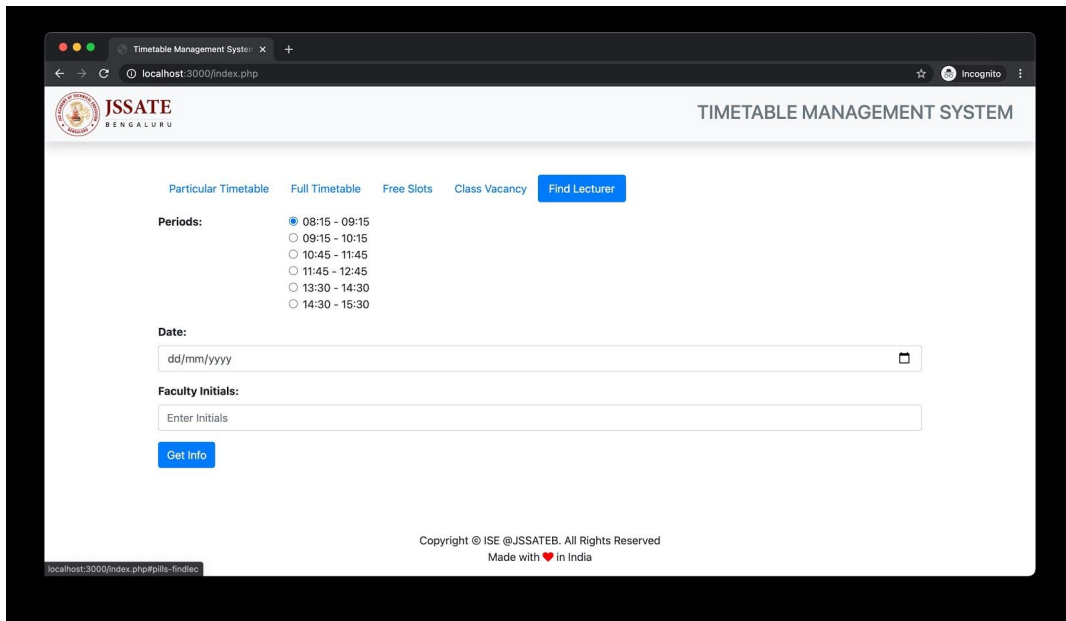 Timetable Management System
localhost:3000/index.php
Incognito
JSSATE
BENGALURU
TIMETABLE MANAGEMENT SYSTEM
Particular Timetable Full Timetable Free Slots Class Vacancy Find Lecturer
Periods:
08:15 - 09:15
09:15 - 10:15
10:45 - 11:45
11:45 - 12:45
13:30 - 14:30
14:30 - 15:30
Date:
dd/mm/yyyy
Faculty Initials:
Enter Initials
Get Info
Copyright © ISE @JSSATEB. All Rights Reserved
Made with ❤ in India
localhost:3000/index.php#pills-findlec